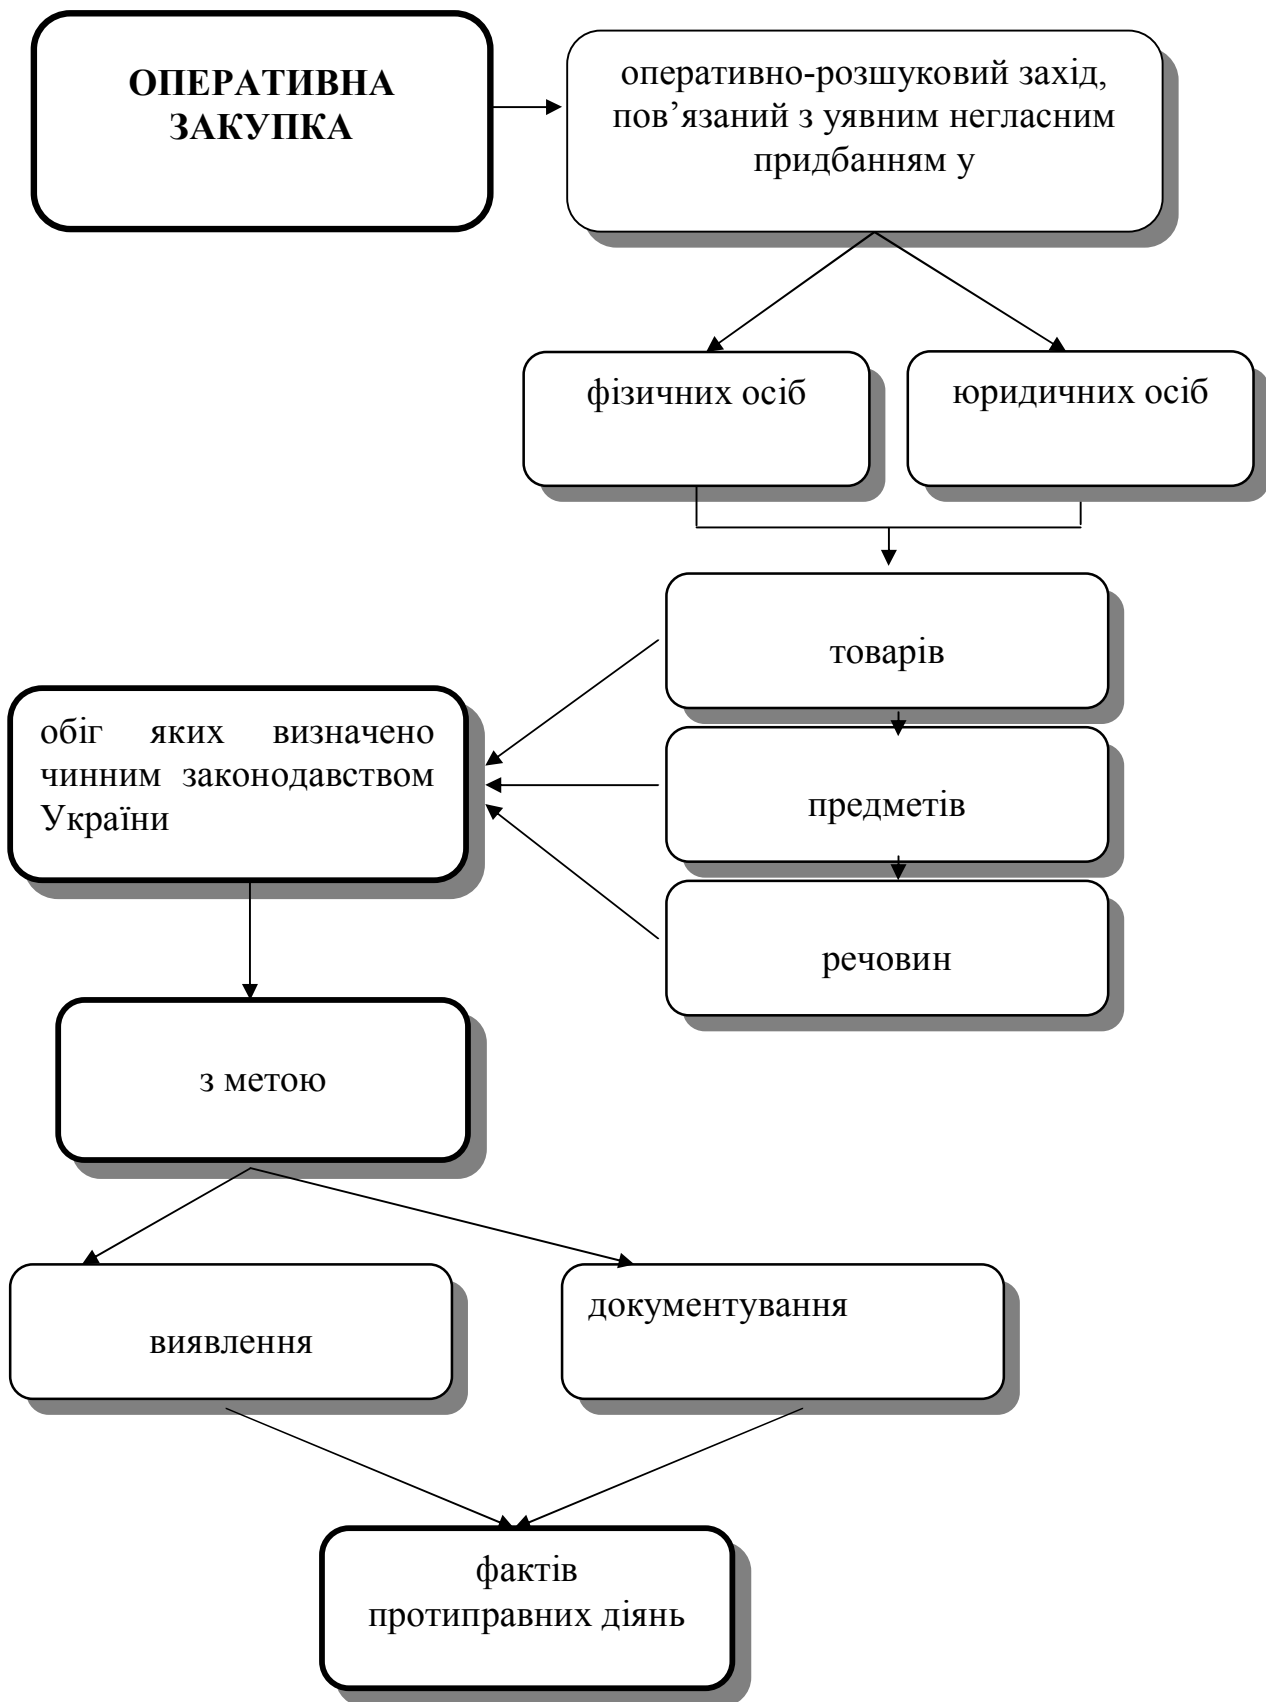 ОПЕРАТИВНА
ЗАКУПКА
оперативно-розшуковий захід,
пов’язаний з уявним негласним
придбанням у
фізичних осіб
юридичних осіб
товарів
предметів
речовин
обіг яких визначено
чинним законодавством
України
з метою
виявлення
документування
фактів
протиправних діянь